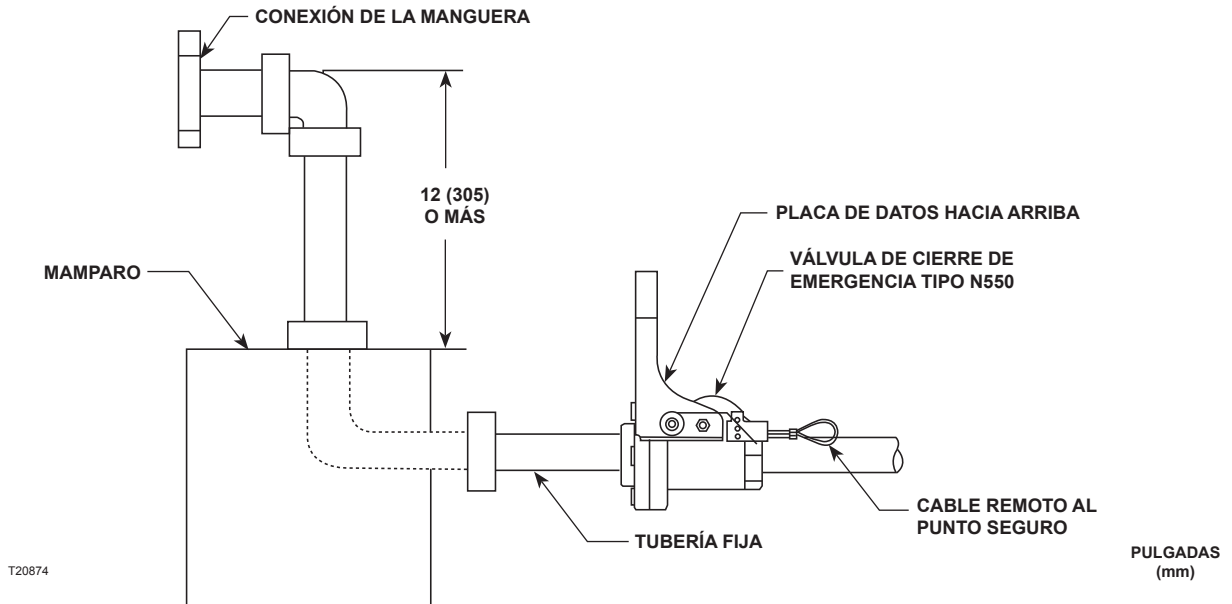 CONEXIÓN DE LA MANGUERA
12 (305)
O MÁS
PLACA DE DATOS HACIA ARRIBA
MAMPARO
VÁLVULA DE CIERRE DE
EMERGENCIA TIPO N550
CABLE REMOTO AL
PUNTO SEGURO
TUBERÍA FIJA
PULGADAS
(mm)
T20874